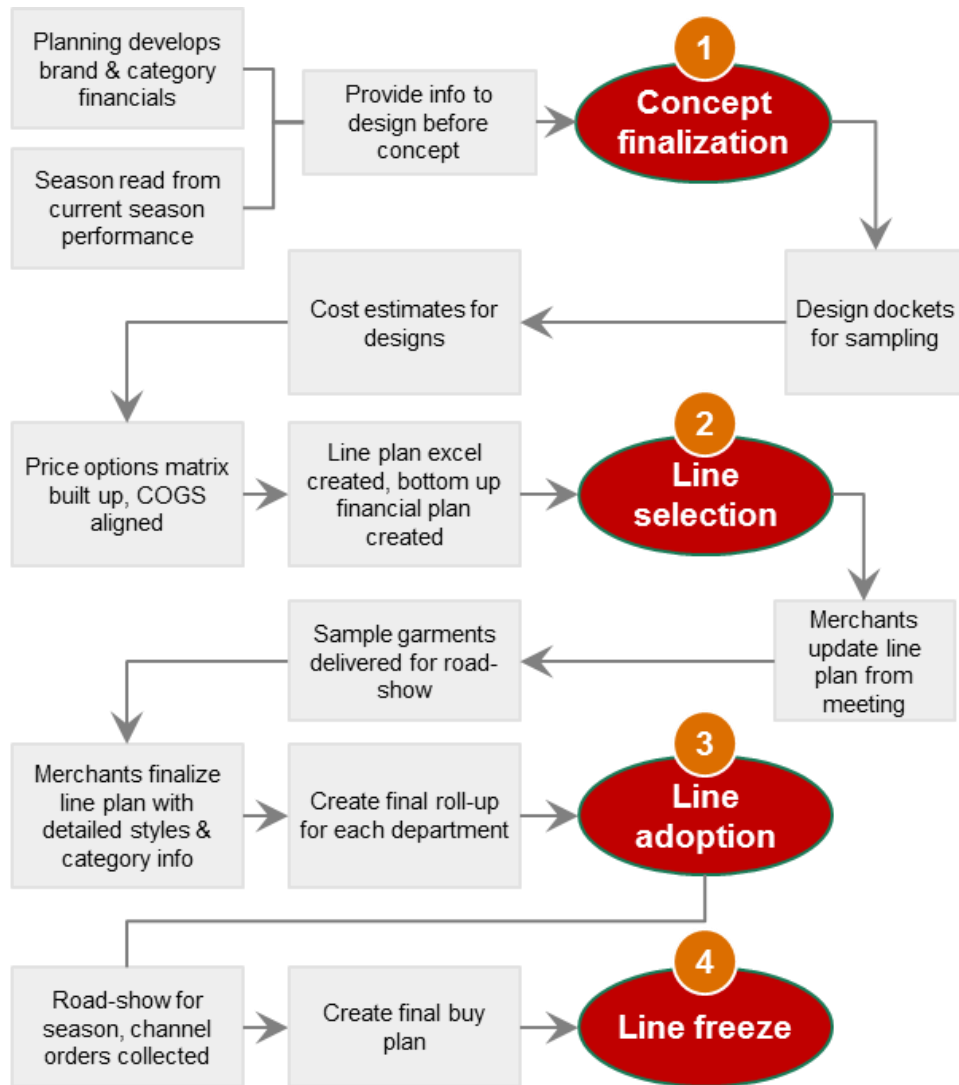 Planning develops
brand & category
financials
Season read from
current season
performance
Provide info to
design before
concept
1
Concept
finalization
Design dockets
for sampling
Cost estimates for
designs
Price options matrix
built up, COGS
aligned
Line plan excel
created, bottom up
financial plan
created
2
Line
selection
Merchants
update line
plan from
meeting
Sample garments
delivered for road-
show
Merchants finalize
line plan with
detailed styles &
category info
Create final roll-up
for each department
3
Line
adoption
Road-show for
season, channel
orders collected
Create final buy
plan
4
Line freeze